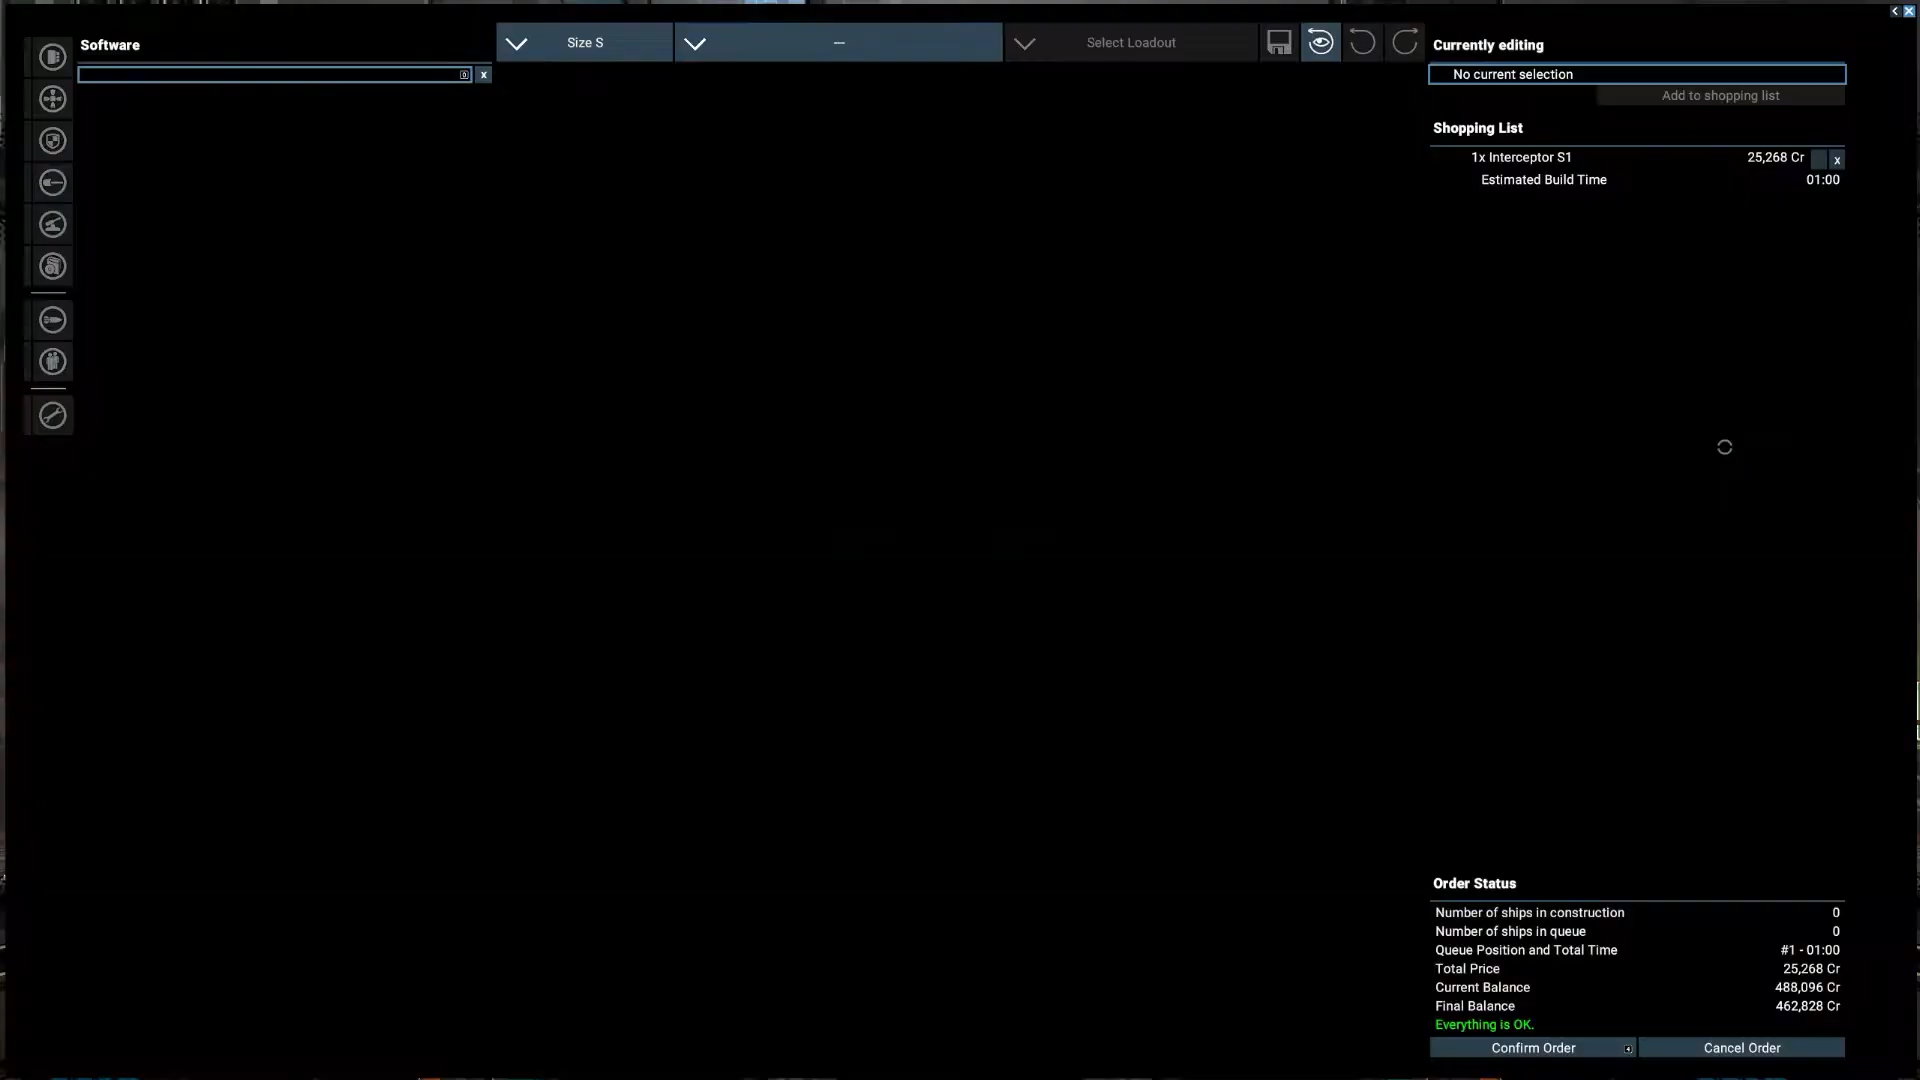 Software
x
Size S
—
Select Loadout
Currently editing
No current selection
Add to shopping list
Shopping List
1x Interceptor S1 25,268 Cr x
Estimated Build Time 01:00
Order Status
Number of ships in construction 0
Number of ships in queue 0
Queue Position and Total Time #1 - 01:00
Total Price 25,268 Cr
Current Balance 488,096 Cr
Final Balance 462,828 Cr
Everything is OK.
Confirm Order
Cancel Order